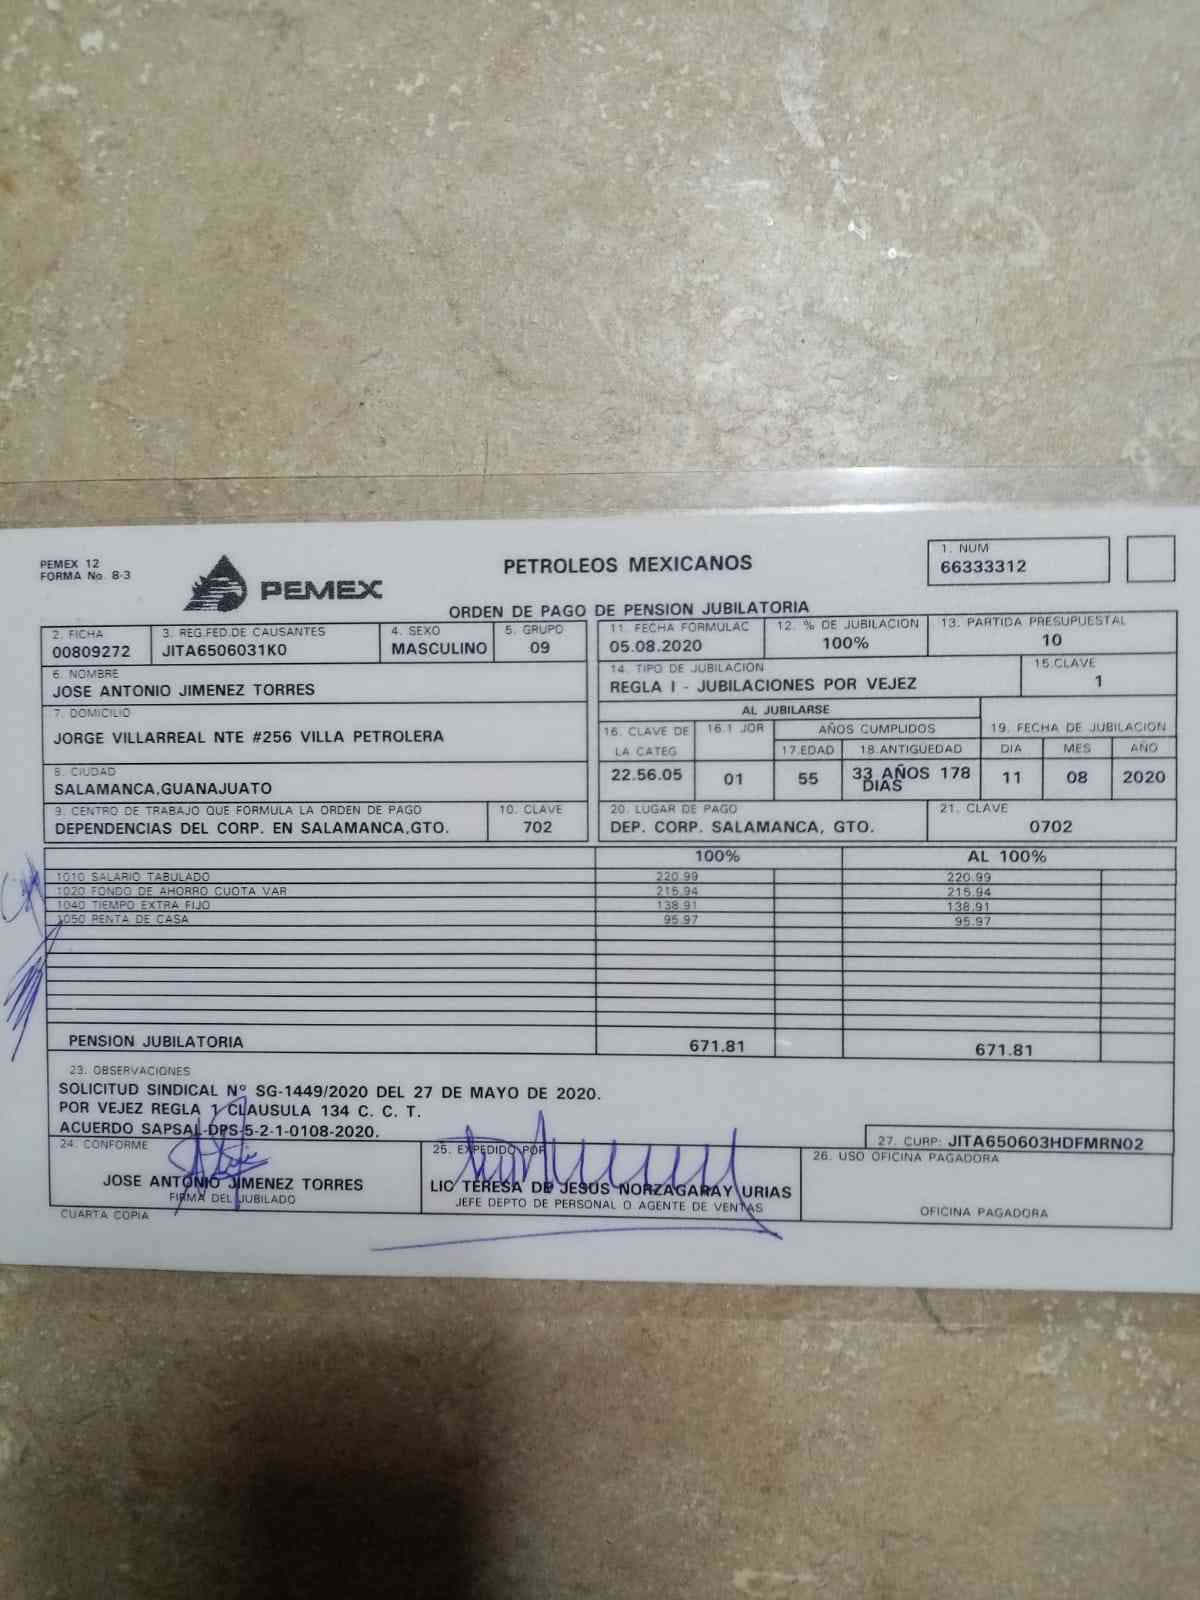 PEMEX 12
FORMA No. 8-3
PEMEX
PETROLEOS MEXICANOS
ORDEN DE PAGO DE PENSION JUBILATORIA
1. NUM
66333312
2. FICHA
00809272
3. REG.FED.DE CAUSANTES
JITA6506031K0
4. SEXO
MASCULINO
5. GRUPO
09
6. NOMBRE
JOSE ANTONIO JIMENEZ TORRES
7. DOMICILIO
JORGE VILLARREAL NTE #256 VILLA PETROLERA
8. CIUDAD
SALAMANCA,GUANAJUATO
9. CENTRO DE TRABAJO QUE FORMULA LA ORDEN DE PAGO
DEPENDENCIAS DEL CORP. EN SALAMANCA,GTO.
10. CLAVE
702
11. FECHA FORMULAC
05.08.2020
12. % DE JUBILACION
100%
13. PARTIDA PRESUPUESTAL
10
14. TIPO DE JUBILACION
REGLA I - JUBILACIONES POR VEJEZ
15.CLAVE
1
AL JUBILARSE
16. CLAVE DE
LA CATEG
22.56.05
16.1 JOR
01
AÑOS CUMPLIDOS
17.EDAD
55
18.ANTIGUEDAD
33 AÑOS 178
DIAS
19. FECHA DE JUBILACION
DIA MES AÑO
11 08 2020
20. LUGAR DE PAGO
DEP. CORP. SALAMANCA, GTO.
21. CLAVE
0702
100% AL 100%
1010 SALARIO TABULADO 220.99 220.99
1020 FONDO DE AHORRO CUOTA VAR 215.94 215.94
1040 TIEMPO EXTRA FIJO 138.91 138.91
1050 RENTA DE CASA 95.97 95.97
PENSION JUBILATORIA 671.81 671.81
23. OBSERVACIONES
SOLICITUD SINDICAL Nº SG-1449/2020 DEL 27 DE MAYO DE 2020.
POR VEJEZ REGLA 1 CLAUSULA 134 C. C. T.
ACUERDO SAPSAL-DPS-5-2-1-0108-2020.
27. CURP: JITA650603HDFMRN02
24. CONFORME
JOSE ANTONIO JIMENEZ TORRES
FIRMA DEL JUBILADO
25. EXPEDIDO POR
LIC TERESA DE JESUS NORZAGARAY URIAS
JEFE DEPTO DE PERSONAL O AGENTE DE VENTAS
26. USO OFICINA PAGADORA
OFICINA PAGADORA
CUARTA COPIA